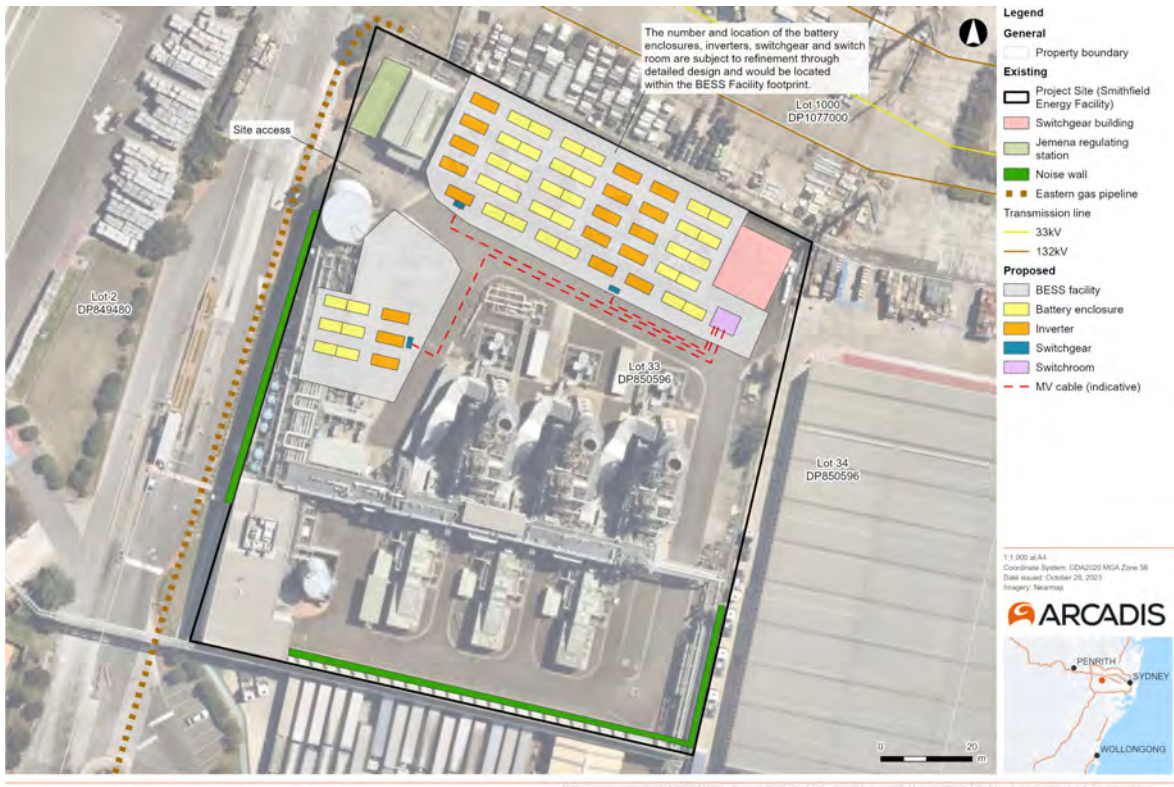 The number and location of the battery
enclosures, inverters, switchgear and switch
room are subject to refinement through
detailed design and would be located
within the BESS Facility footprint.
Lot 1000
DP1077000
Site access
Lot 2
DP849480
Lot 33
DP850596
Lot 34
DP850596
0 20
m
Legend
General
Property boundary
Existing
Project Site (Smithfield
Energy Facility)
Switchgear building
Jemena regulating
station
Noise wall
Eastern gas pipeline
Transmission line
33kV
132kV
Proposed
BESS facility
Battery enclosure
Inverter
Switchgear
Switchroom
MV cable (indicative)
1:1,000 at A4
Coordinate System: GDA2020 MGA Zone 56
Date issued: October 26, 2023
Imagery: Nearmap
ARCADIS
PENRITH
SYDNEY
WOLLONGONG